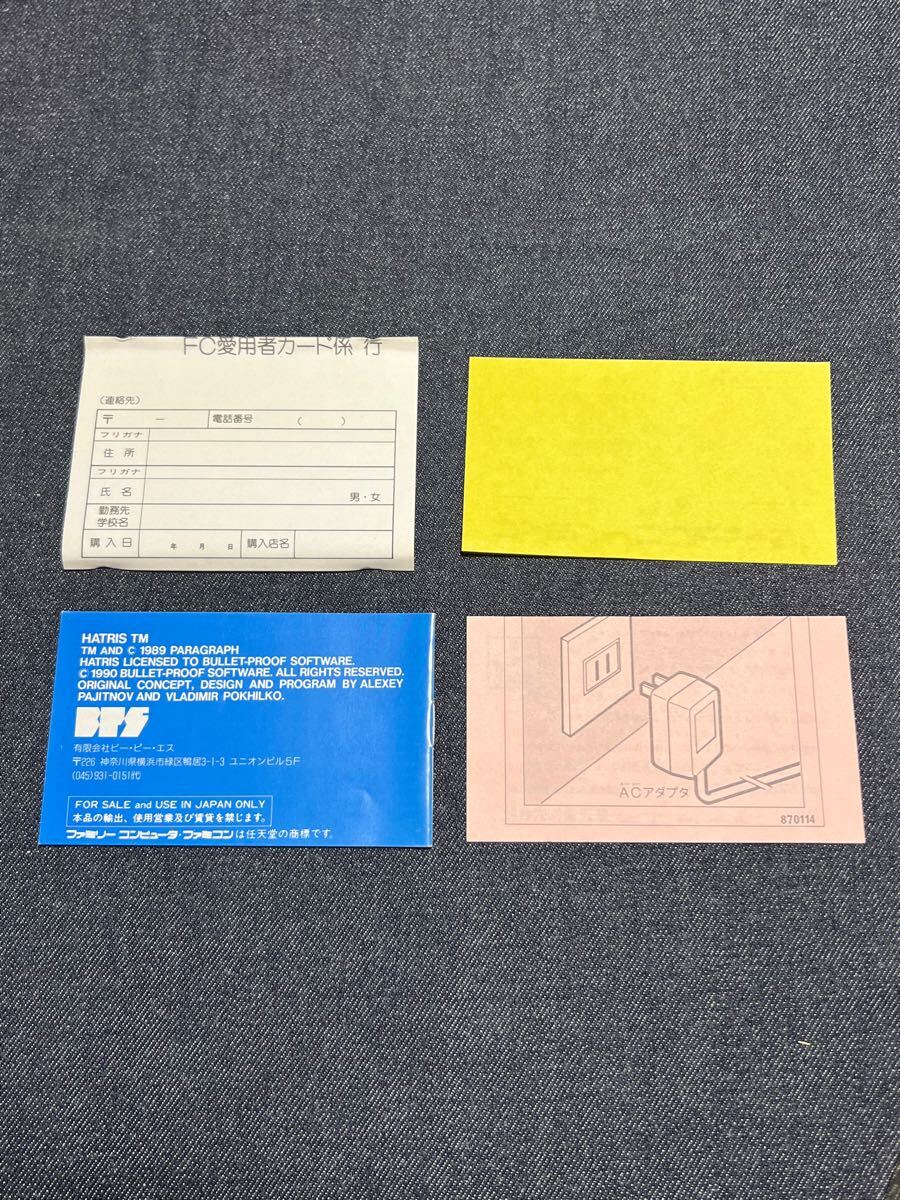 FC愛用者カード係 行
(連絡先)
〒 － 電話番号 ( )
フリガナ
住所
フリガナ
氏名 男・女
勤務先
学校名
購入日 年 月 日 購入店名
HATRIS TM
TM AND © 1989 PARAGRAPH
HATRIS LICENSED TO BULLET-PROOF SOFTWARE.
© 1990 BULLET-PROOF SOFTWARE. ALL RIGHTS RESERVED.
ORIGINAL CONCEPT, DESIGN AND PROGRAM BY ALEXEY
PAJITNOV AND VLADIMIR POKHILKO.
BPS
有限会社ビー・ピー・エス
〒226 神奈川県横浜市緑区鴨居3-1-3 ユニオンビル5F
(045)931-0151(代)
FOR SALE and USE IN JAPAN ONLY
本品の輸出、使用営業及び賃貸を禁じます。
ファミリーコンピュータ・ファミコンは任天堂の商標です。
ACアダプタ
870114